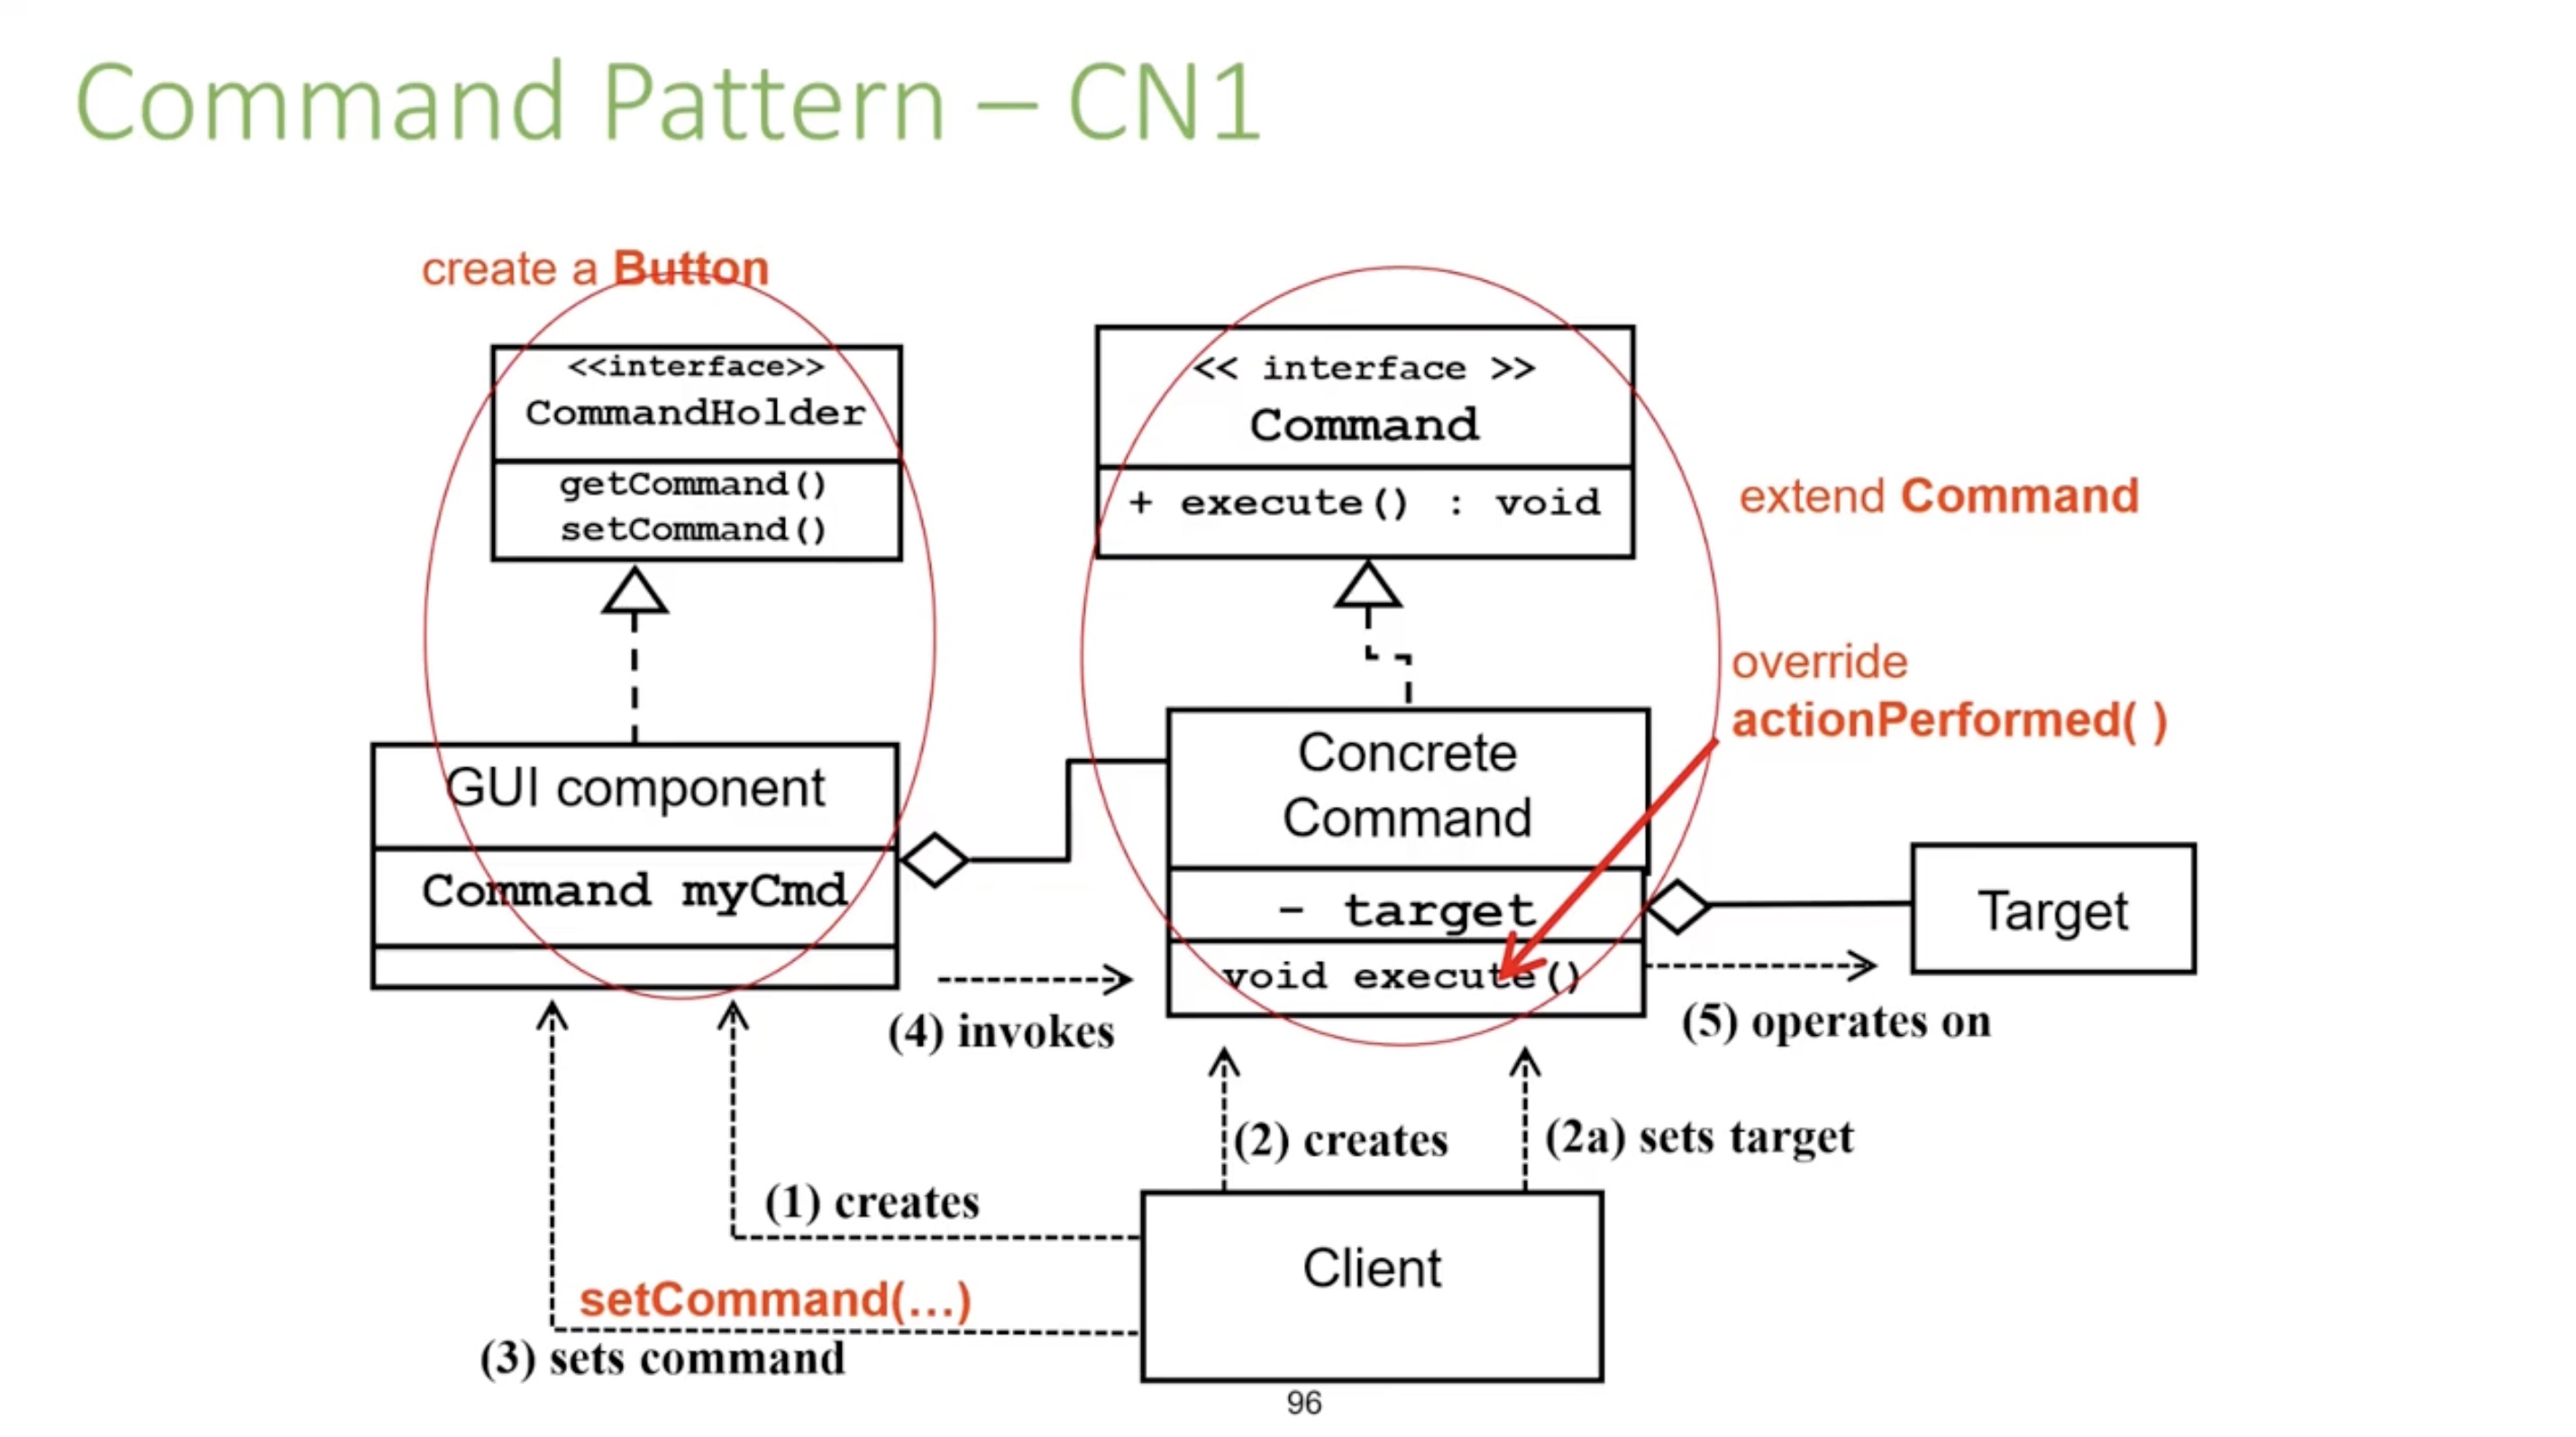 Command Pattern – CN1
create a Button
<<interface>>
CommandHolder
getCommand()
setCommand()
<< interface >>
Command
+ execute() : void
extend Command
override
actionPerformed( )
GUI component
Command myCmd
Concrete
Command
- target
void execute()
Target
(4) invokes
(5) operates on
(2) creates
(2a) sets target
(1) creates
Client
setCommand(…)
(3) sets command
96